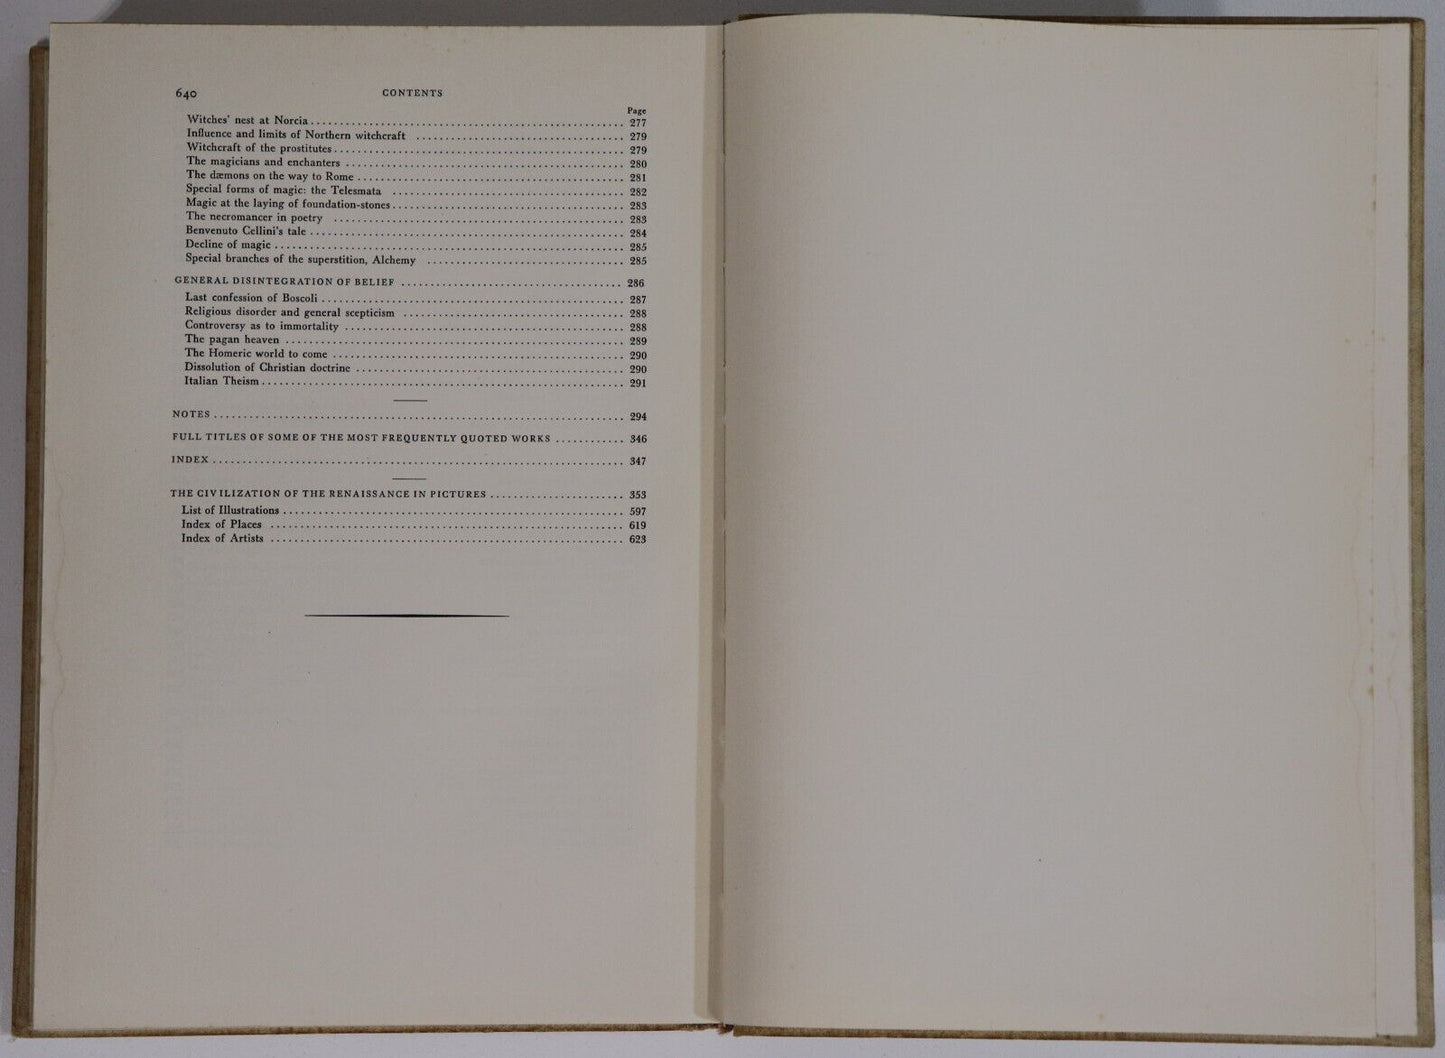 640 CONTENTS
Page
Witches' nest at Norcia 277
Influence and limits of Northern witchcraft 279
Witchcraft of the prostitutes 279
The magicians and enchanters 280
The dæmons on the way to Rome 281
Special forms of magic: the Telesmata 282
Magic at the laying of foundation-stones 283
The necromancer in poetry 283
Benvenuto Cellini's tale 284
Decline of magic 285
Special branches of the superstition, Alchemy 285
GENERAL DISINTEGRATION OF BELIEF 286
Last confession of Boscoli 287
Religious disorder and general scepticism 288
Controversy as to immortality 288
The pagan heaven 289
The Homeric world to come 290
Dissolution of Christian doctrine 290
Italian Theism 291
NOTES 294
FULL TITLES OF SOME OF THE MOST FREQUENTLY QUOTED WORKS 346
INDEX 347
THE CIVILIZATION OF THE RENAISSANCE IN PICTURES 353
List of Illustrations 597
Index of Places 619
Index of Artists 623